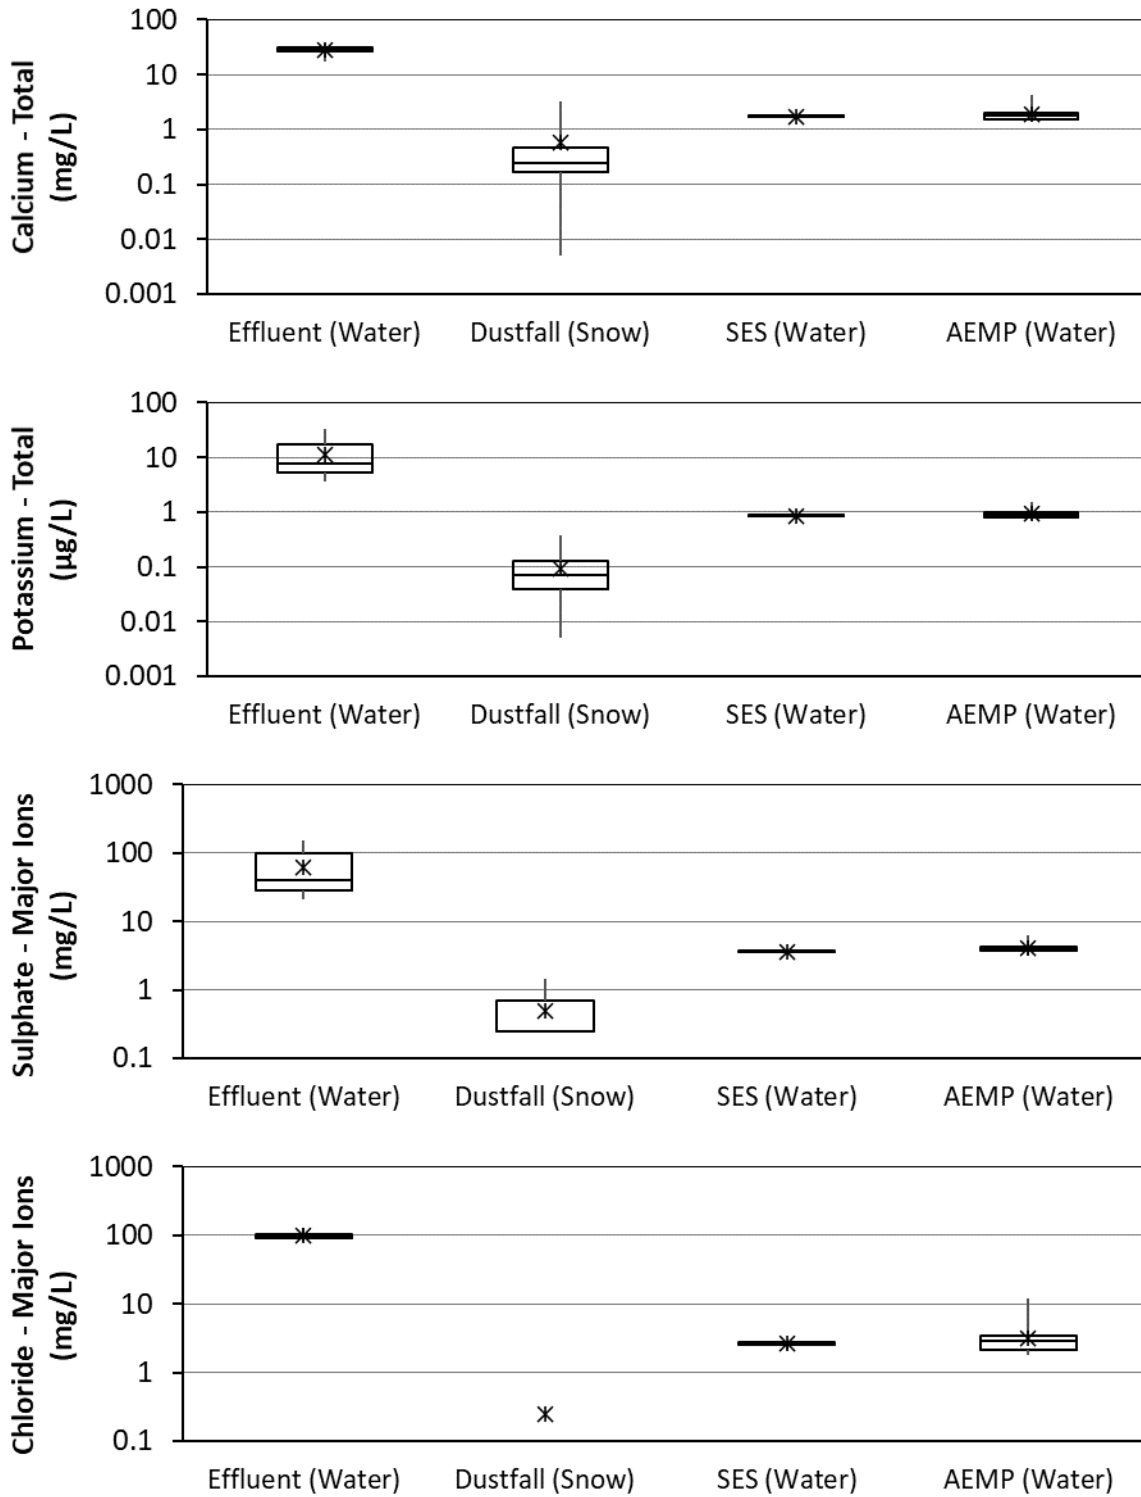 Calcium - Total
(mg/L)
100
10
1
0.1
0.01
0.001
Effluent (Water) Dustfall (Snow) SES (Water) AEMP (Water)
Potassium - Total
(µg/L)
100
10
1
0.1
0.01
0.001
Effluent (Water) Dustfall (Snow) SES (Water) AEMP (Water)
Sulphate - Major Ions
(mg/L)
1000
100
10
1
0.1
Effluent (Water) Dustfall (Snow) SES (Water) AEMP (Water)
Chloride - Major Ions
(mg/L)
1000
100
10
1
0.1
Effluent (Water) Dustfall (Snow) SES (Water) AEMP (Water)